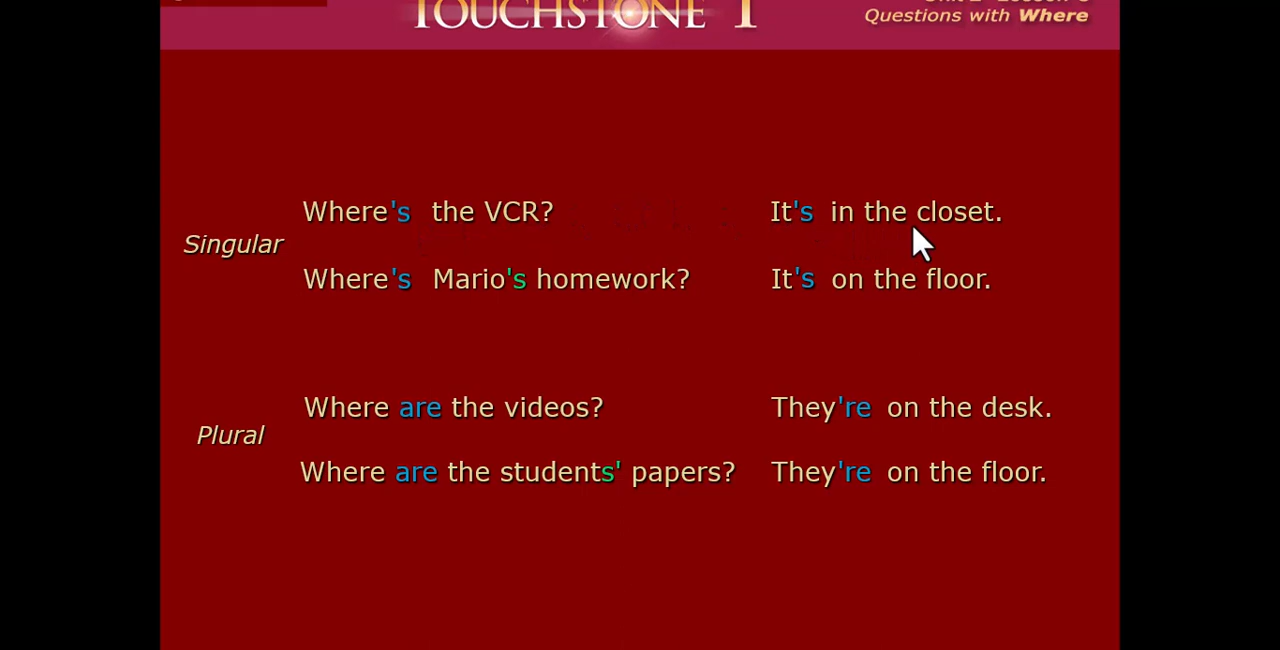 TOUCHSTONE 1
Questions with Where
Where's the VCR? It's in the closet.
Singular
Where's Mario's homework? It's on the floor.
Where are the videos? They're on the desk.
Plural
Where are the students' papers? They're on the floor.